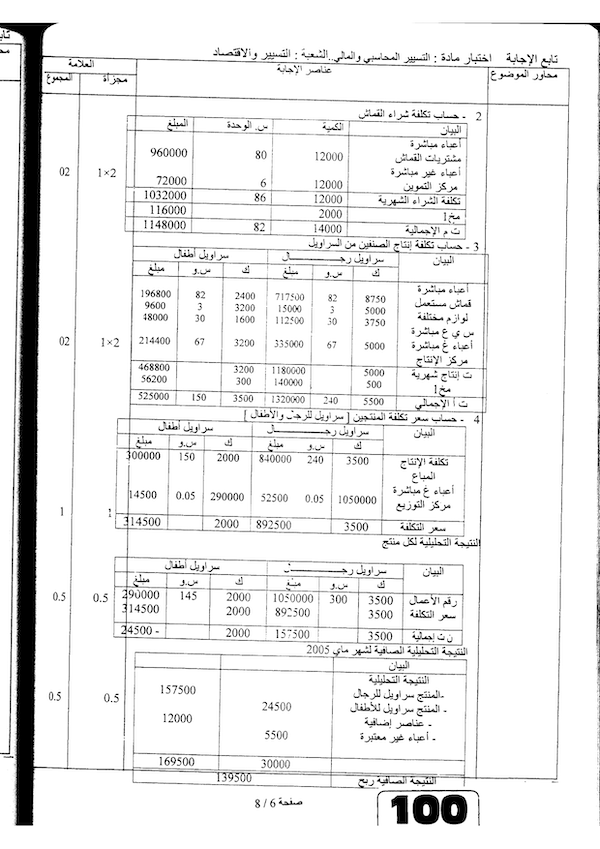 تابع الإجابة اختبار مادة : التسيير المحاسبي والمالي..الشعبة : التسيير والاقتصاد
محاور الموضوع عناصر الإجابة العلامة
مجزأة المجموع
2 - حساب تكلفة شراء القماش
البيان الكمية س. الوحدة المبلغ
أعباء مباشرة
مشتريات القماش 12000 80 960000
أعباء غير مباشرة
مركز التموين 12000 6 72000
تكلفة الشراء الشهرية 12000 86 1032000
مخ1 2000 116000
ت م الإجمالية 14000 82 1148000
1×2 02
3 - حساب تكلفة إنتاج الصنفين من السراويل
البيان سراويل رجــــال سراويل أطفال
ك س.و مبلغ ك س.و مبلغ
أعباء مباشرة
قماش مستعمل 8750 82 717500 2400 82 196800
لوازم مختلفة 5000 3 15000 3200 3 9600
س ي ع مباشرة 3750 30 112500 1600 30 48000
أعباء غ مباشرة
مركز الإنتاج 5000 67 335000 3200 67 214400
ت إنتاج شهرية 5000 1180000 3200 468800
مخ1 500 140000 300 56200
ت أ الإجمالي 5500 240 1320000 3500 150 525000
1×2 02
4 - حساب سعر تكلفة المنتجين [ سراويل للرجال والأطفال ]
البيان سراويل رجــــال سراويل أطفال
ك س.و مبلغ ك س.و مبلغ
تكلفة الإنتاج 3500 240 840000 2000 150 300000
المباع
أعباء غ مباشرة
مركز التوزيع 1050000 0.05 52500 290000 0.05 14500
سعر التكلفة 3500 892500 2000 314500
1 1
النتيجة التحليلية لكل منتج
البيان سراويل رجــــال سراويل أطفال
ك س.و مبلغ ك س.و مبلغ
رقم الأعمال 3500 300 1050000 2000 145 290000
سعر التكلفة 3500 892500 2000 314500
ن ت إجمالية 3500 157500 2000 24500 -
0.5 0.5
النتيجة التحليلية الصافية لشهر ماي 2005
البيان
النتيجة التحليلية
-المنتج سراويل للرجال 157500
- المنتج سراويل للأطفال 24500
- عناصر إضافية 12000
- أعباء غير معتبرة 5500
30000 169500
النتيجة الصافية ربح 139500
0.5 0.5
صفحة 6 / 8
100